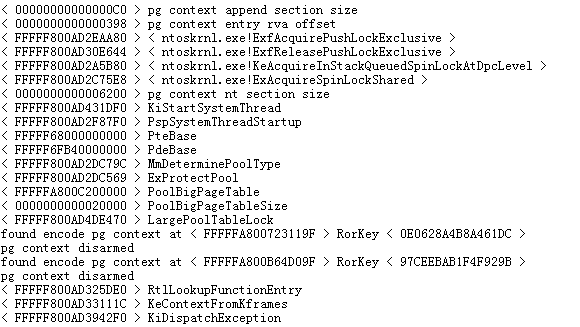 < 00000000000000C0 > pg context append section size
< 0000000000000398 > pg context entry rva offset
< FFFFF800AD2EAA80 > < ntoskrnl.exe!ExfAcquirePushLockExclusive >
< FFFFF800AD30E644 > < ntoskrnl.exe!ExfReleasePushLockExclusive >
< FFFFF800AD2A5B80 > < ntoskrnl.exe!KeAcquireInStackQueuedSpinLockAtDpcLevel >
< FFFFF800AD2C75E8 > < ntoskrnl.exe!ExAcquireSpinLockShared >
< 0000000000006200 > pg context nt section size
< FFFFF800AD431DF0 > KiStartSystemThread
< FFFFF800AD2F87F0 > PspSystemThreadStartup
< FFFFF68000000000 > PteBase
< FFFFF6FB40000000 > PdeBase
< FFFFF800AD2DC79C > MmDeterminePoolType
< FFFFF800AD2DC569 > ExProtectPool
< FFFFFA800C200000 > PoolBigPageTable
< 0000000000020000 > PoolBigPageTableSize
< FFFFF800AD4DE470 > LargePoolTableLock
found encode pg context at < FFFFFA800723119F > RorKey < 0E0628A4B8A461DC >
pg context disarmed
found encode pg context at < FFFFFA800B64D09F > RorKey < 97CEEBAB1F4F929B >
pg context disarmed
< FFFFF800AD325DE0 > RtlLookupFunctionEntry
< FFFFF800AD33111C > KeContextFromKframes
< FFFFF800AD3942F0 > KiDispatchException